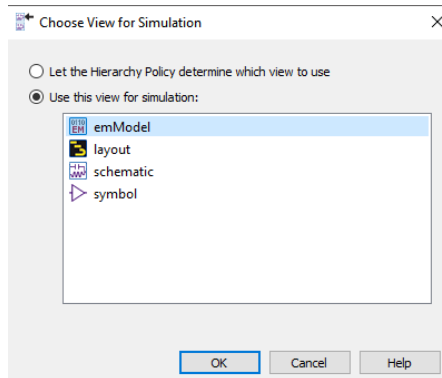 Choose View for Simulation
Let the Hierarchy Policy determine which view to use
Use this view for simulation:
0110
EM
emModel
layout
schematic
symbol
OK Cancel Help